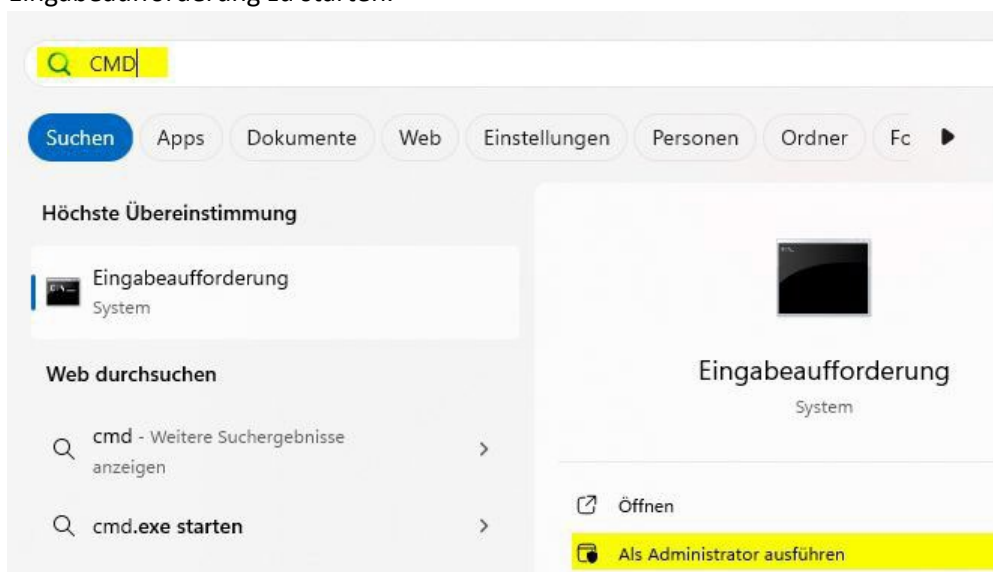 Eingabeaufforderung zu starten.
CMD
Suchen Apps Dokumente Web Einstellungen Personen Ordner Fc
Höchste Übereinstimmung
Eingabeaufforderung
System
Eingabeaufforderung
System
Web durchsuchen
cmd - Weitere Suchergebnisse
anzeigen
cmd.exe starten
Öffnen
Als Administrator ausführen